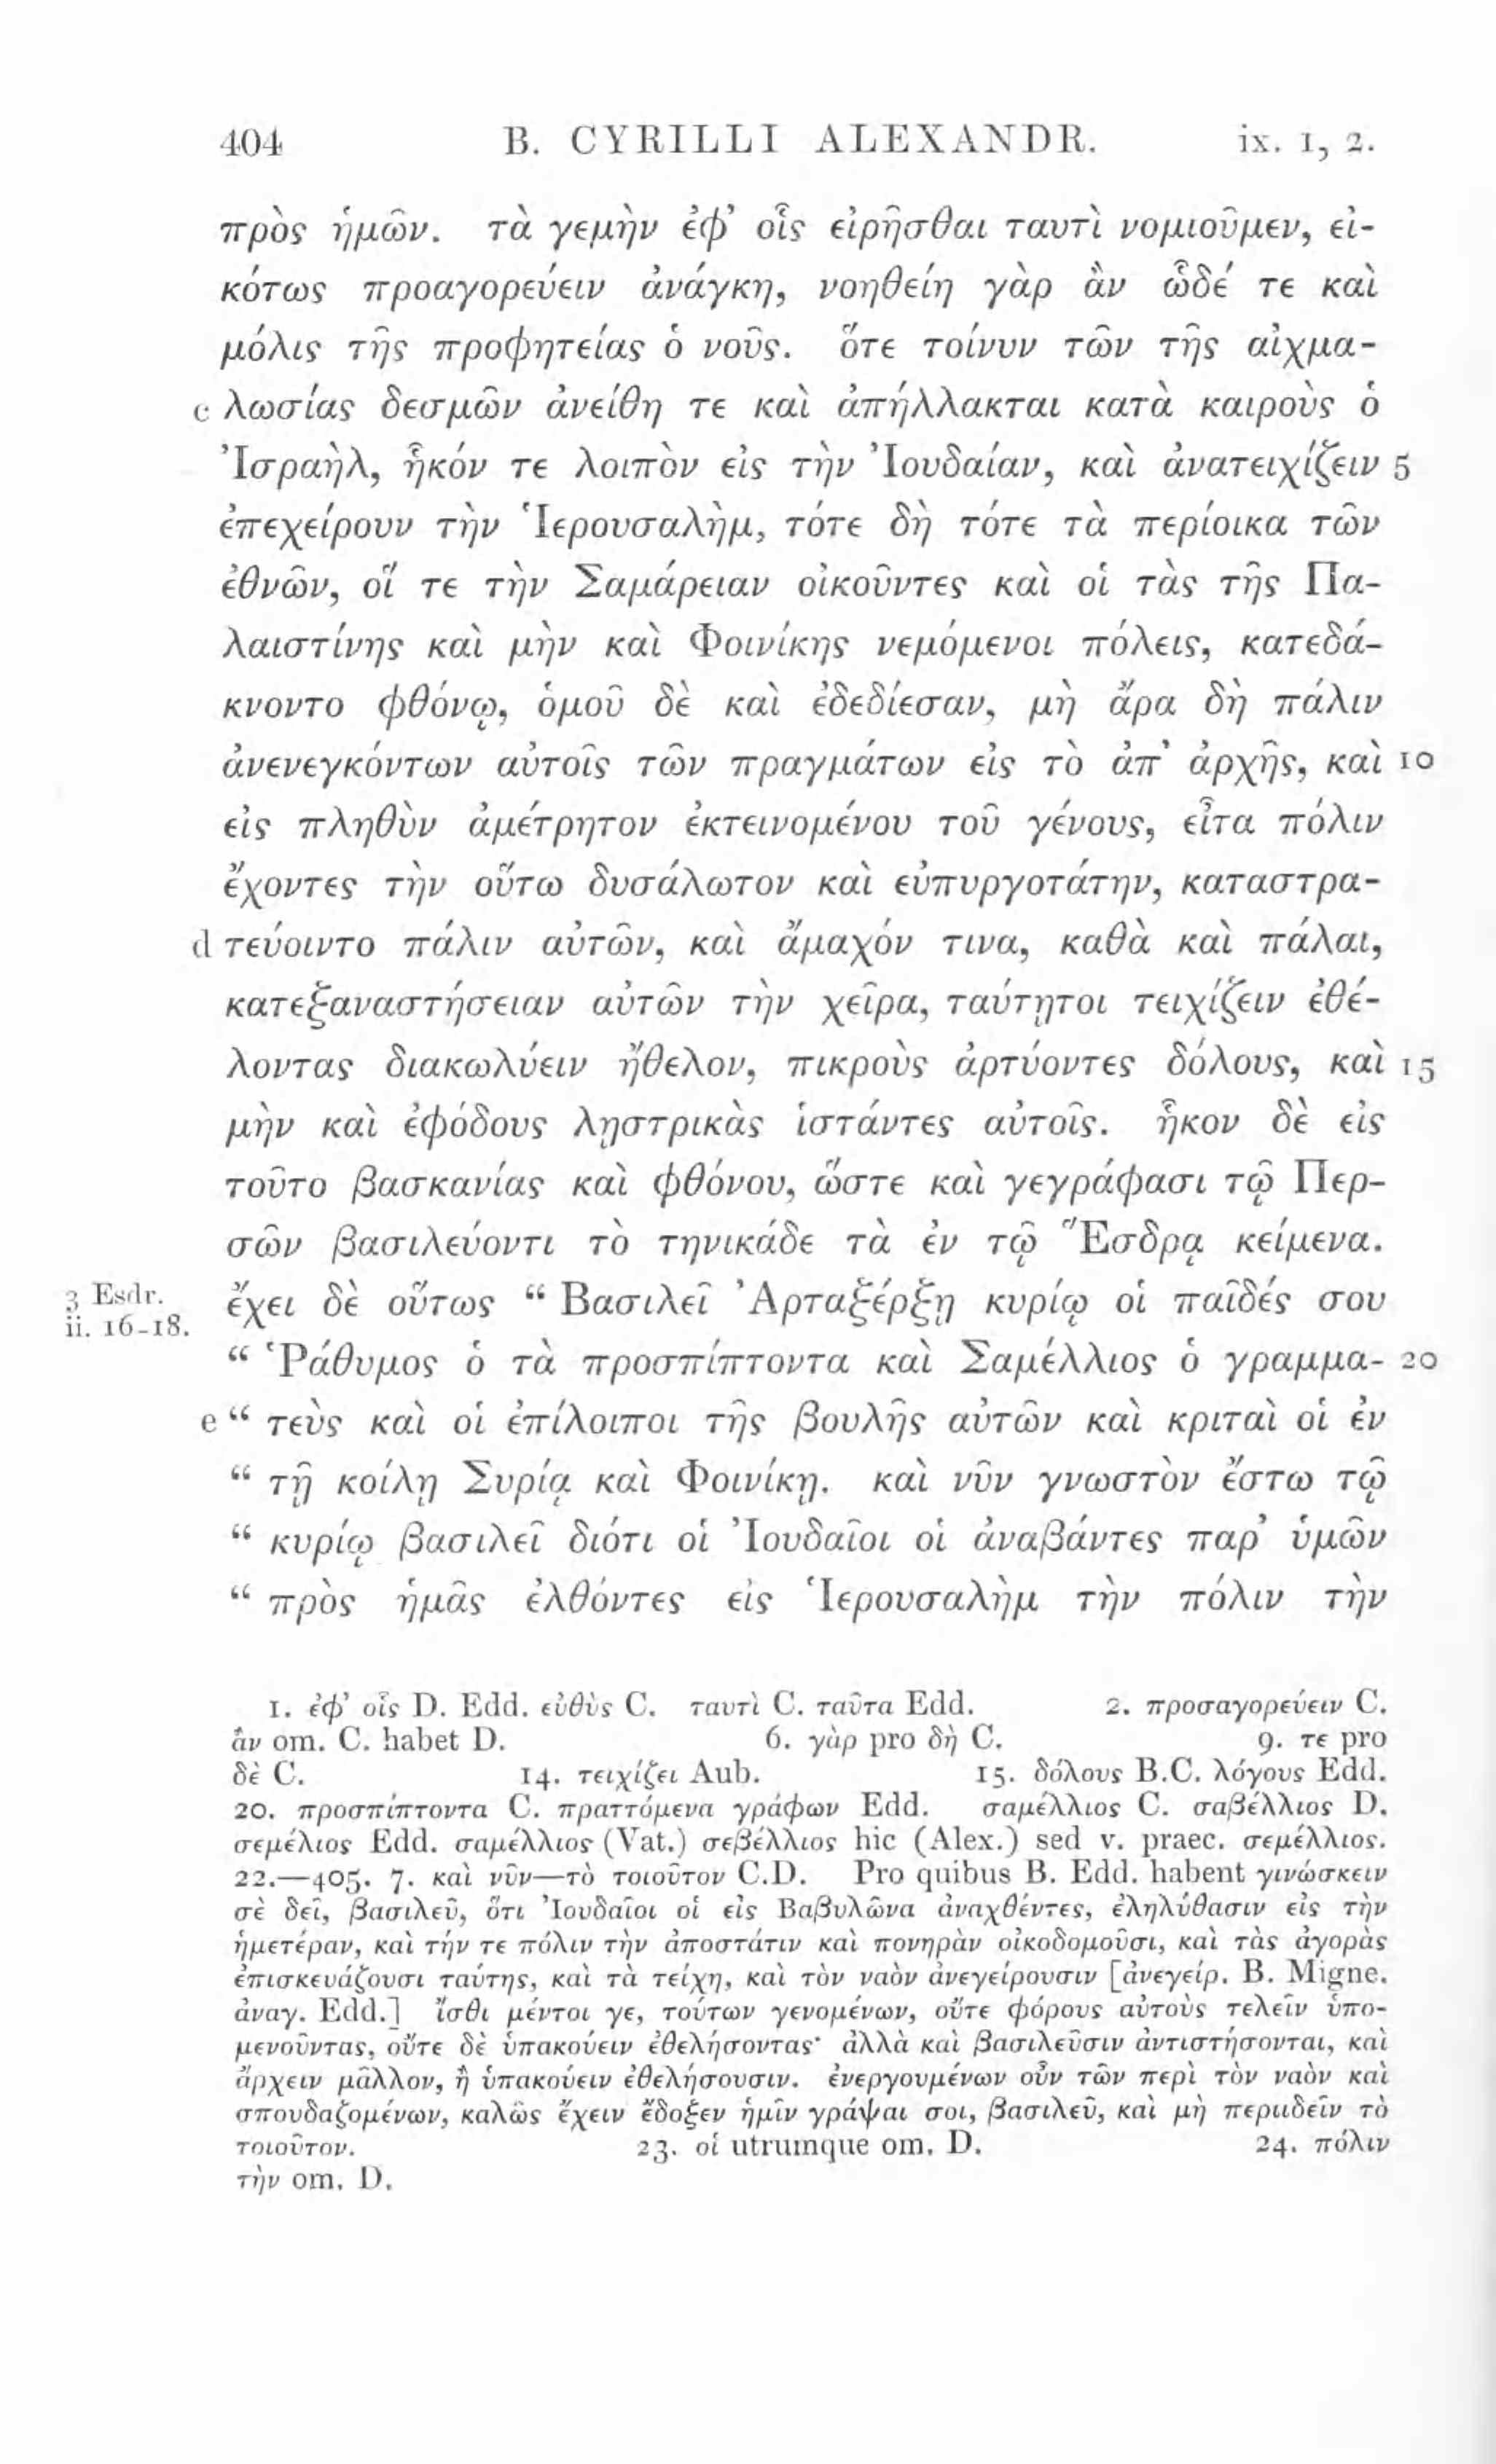 404 B. CYRILLI ALEXANDR. ix. 1, 2.
πρὸς ἡμῶν. τὰ γεμὴν ἐφ’ οἷς εἰρῆσθαι ταυτὶ νομιοῦμεν, εἰ-
κότως προαγορεύειν ἀνάγκη, νοηθείη γὰρ ἂν ὧδέ τε καὶ
μόλις τῆς προφητείας ὁ νοῦς. ὅτε τοίνυν τῶν τῆς αἰχμα-
c λωσίας δεσμῶν ἀνείθη τε καὶ ἀπήλλακται κατὰ καιροὺς ὁ
Ἰσραὴλ, ἧκόν τε λοιπὸν εἰς τὴν Ἰουδαίαν, καὶ ἀνατειχίζειν 5
ἐπεχείρουν τὴν Ἱερουσαλὴμ, τότε δὴ τότε τὰ περίοικα τῶν
ἐθνῶν, οἵ τε τὴν Σαμάρειαν οἰκοῦντες καὶ οἱ τὰς τῆς Πα-
λαιστίνης καὶ μὴν καὶ Φοινίκης νεμόμενοι πόλεις, κατεδά-
κνοντο φθόνῳ, ὁμοῦ δὲ καὶ ἐδεδίεσαν, μὴ ἄρα δὴ πάλιν
ἀνενεγκόντων αὐτοῖς τῶν πραγμάτων εἰς τὸ ἀπ’ ἀρχῆς, καὶ 10
εἰς πληθὺν ἀμέτρητον ἐκτεινομένου τοῦ γένους, εἶτα πόλιν
ἔχοντες τὴν οὕτω δυσάλωτον καὶ εὐπυργοτάτην, καταστρα-
d τεύοιντο πάλιν αὐτῶν, καὶ ἄμαχόν τινα, καθὰ καὶ πάλαι,
κατεξαναστήσειαν αὐτῶν τὴν χεῖρα, ταύτῃτοι τειχίζειν ἐθέ-
λοντας διακωλύειν ἤθελον, πικροὺς ἀρτύοντες δόλους, καὶ 15
μὴν καὶ ἐφόδους λῃστρικὰς ἱστάντες αὐτοῖς. ἧκον δὲ εἰς
τοῦτο βασκανίας καὶ φθόνου, ὥστε καὶ γεγράφασι τῷ Περ-
σῶν βασιλεύοντι τὸ τηνικάδε τὰ ἐν τῷ Ἔσδρᾳ κείμενα.
3 Esdr.
ii. 16-18.
ἔχει δὲ οὕτως “ Βασιλεῖ Ἀρταξέρξῃ κυρίῳ οἱ παῖδές σου
“ Ῥάθυμος ὁ τὰ προσπίπτοντα καὶ Σαμέλλιος ὁ γραμμα- 20
e “ τεὺς καὶ οἱ ἐπίλοιποι τῆς βουλῆς αὐτῶν καὶ κριταὶ οἱ ἐν
“ τῇ κοίλῃ Συρίᾳ καὶ Φοινίκῃ. καὶ νῦν γνωστὸν ἔστω τῷ
“ κυρίῳ βασιλεῖ διότι οἱ Ἰουδαῖοι οἱ ἀναβάντες παρ’ ὑμῶν
“ πρὸς ἡμᾶς ἐλθόντες εἰς Ἱερουσαλὴμ τὴν πόλιν τὴν
1. ἐφ’ οἷς D. Edd. εὐθὺς C. ταυτὶ C. ταῦτα Edd. 2. προσαγορεύειν C.
ἂν om. C. habet D. 6. γὰρ pro δὴ C. 9. τε pro
δὲ C. 14. τειχίζει Aub. 15. δόλους B.C. λόγους Edd.
20. προσπίπτοντα C. πραττόμενα γράφων Edd. σαμέλλιος C. σαβέλλιος D.
σεμέλιος Edd. σαμέλλιος (Vat.) σεβέλλιος hic (Alex.) sed v. praec. σεμέλλιος.
22.—405. 7. καὶ νῦν—τὸ τοιοῦτον C.D. Pro quibus B. Edd. habent γινώσκειν
σὲ δεῖ, βασιλεῦ, ὅτι Ἰουδαῖοι οἱ εἰς Βαβυλῶνα ἀναχθέντες, ἐληλύθασιν εἰς τὴν
ἡμετέραν, καὶ τήν τε πόλιν τὴν ἀποστάτιν καὶ πονηρὰν οἰκοδομοῦσι, καὶ τὰς ἀγορὰς
ἐπισκευάζουσι ταύτης, καὶ τὰ τείχη, καὶ τὸν ναὸν ἀνεγείρουσιν [ἀνεγείρ. B. Migne.
ἀναγ. Edd.] ἴσθι μέντοι γε, τούτων γενομένων, οὔτε φόρους αὐτοὺς τελεῖν ὑπο-
μενοῦντας, οὔτε δὲ ὑπακούειν ἐθελήσοντας· ἀλλὰ καὶ βασιλεῦσιν ἀντιστήσονται, καὶ
ἄρχειν μᾶλλον, ἢ ὑπακούειν ἐθελήσουσιν. ἐνεργουμένων οὖν τῶν περὶ τὸν ναὸν καὶ
σπουδαζομένων, καλῶς ἔχειν ἔδοξεν ἡμῖν γράψαι σοι, βασιλεῦ, καὶ μὴ περιιδεῖν τὸ
τοιοῦτον. 23. οἱ utrumque om. D. 24. πόλιν
τὴν om. D.